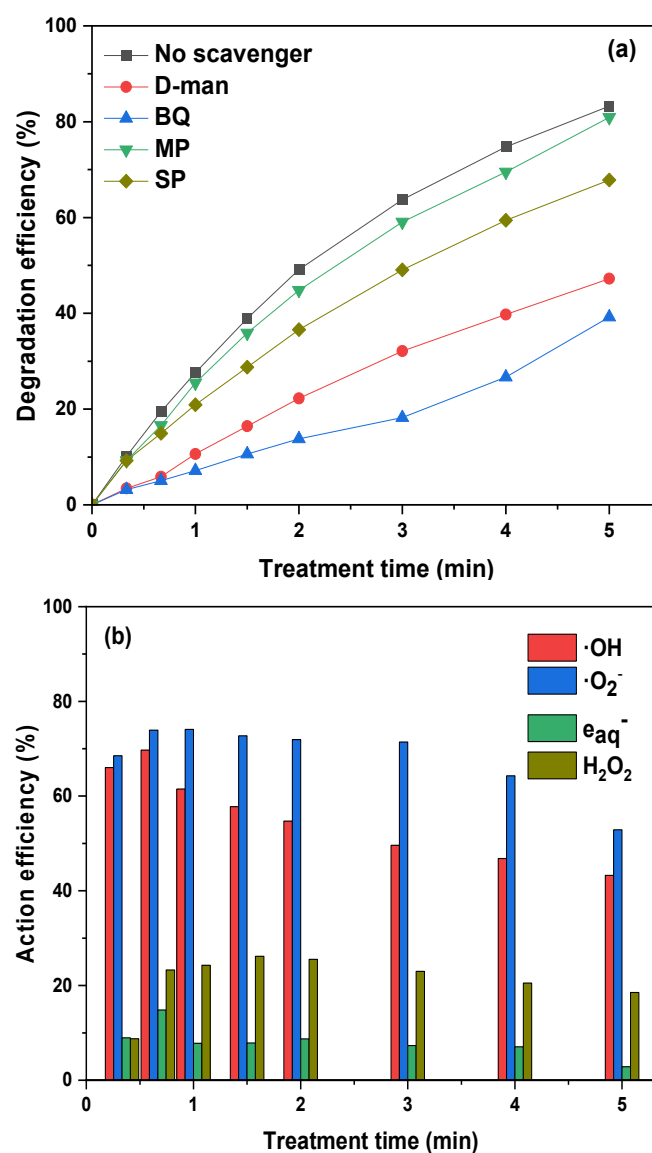 100
80
60
40
20
0
Degradation efficiency (%)
No scavenger
D-man
BQ
MP
SP
(a)
0 1 2 3 4 5
Treatment time (min)
100
80
60
40
20
0
Action efficiency (%)
(b)
·OH
·O₂⁻
eaq⁻
H₂O₂
0 1 2 3 4 5
Treatment time (min)